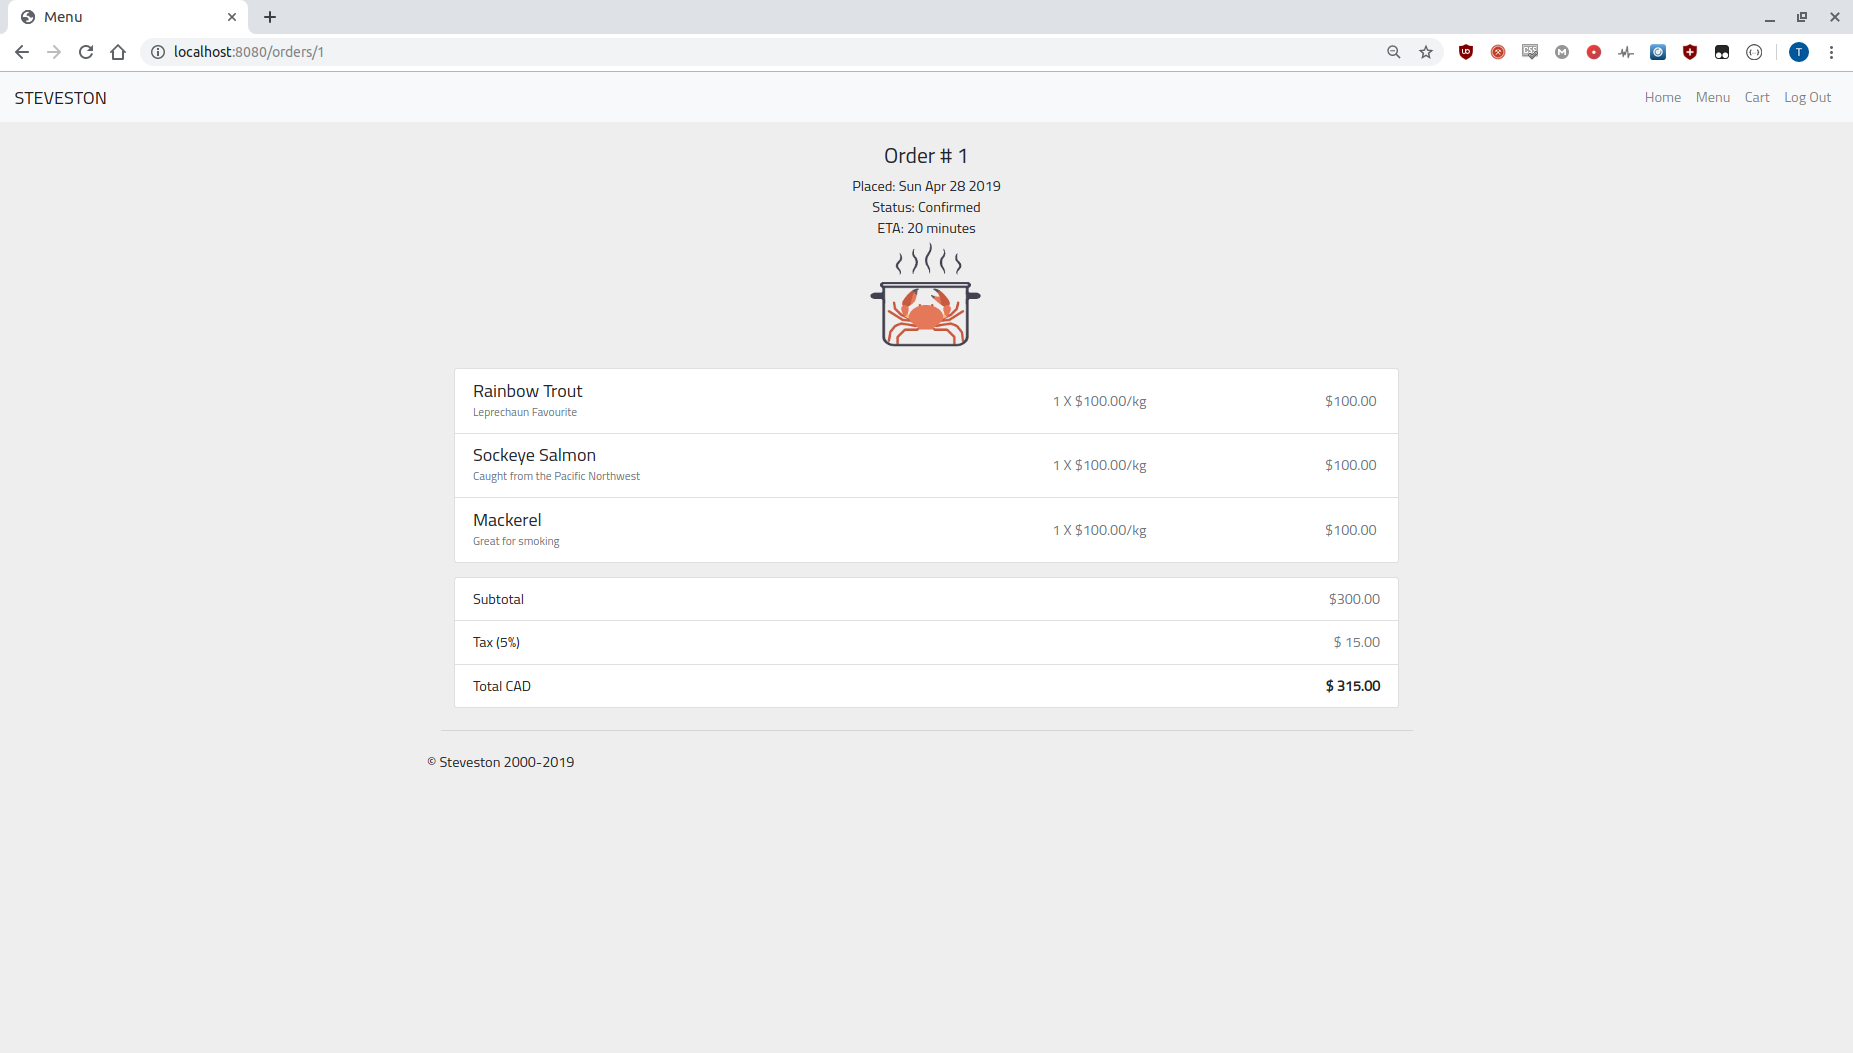 Menu
localhost:8080/orders/1
STEVESTON
Home Menu Cart Log Out
Order # 1
Placed: Sun Apr 28 2019
Status: Confirmed
ETA: 20 minutes
Rainbow Trout
Leprechaun Favourite
1 X $100.00/kg
$100.00
Sockeye Salmon
Caught from the Pacific Northwest
1 X $100.00/kg
$100.00
Mackerel
Great for smoking
1 X $100.00/kg
$100.00
Subtotal $300.00
Tax (5%) $ 15.00
Total CAD $ 315.00
© Steveston 2000-2019